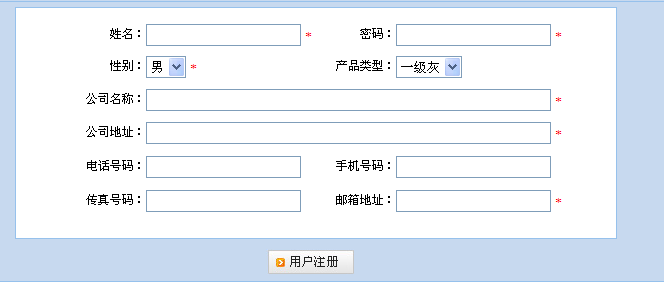 姓名： * 密码： *
性别： 男 * 产品类型： 一级灰
公司名称： *
公司地址： *
电话号码： 手机号码：
传真号码： 邮箱地址： *
用户注册